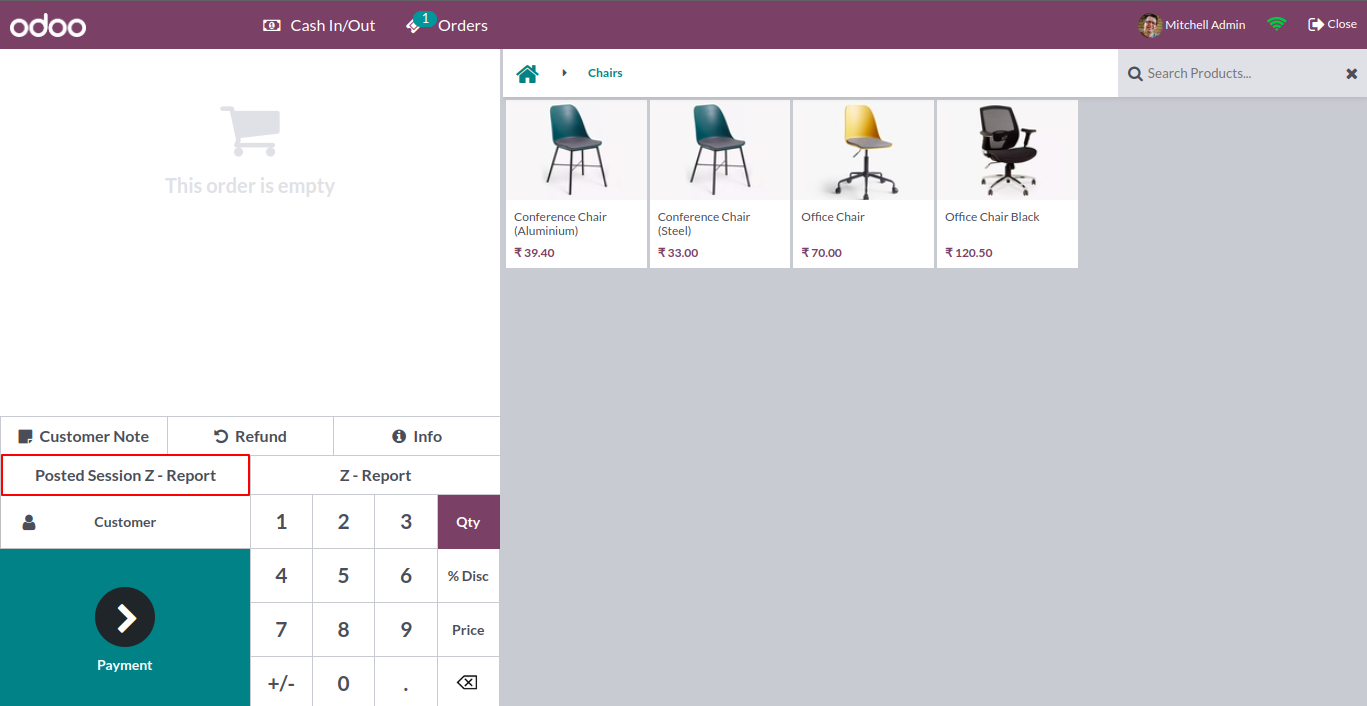 odoo
Cash In/Out
1
Orders
Mitchell Admin
Close
This order is empty
Chairs
Search Products...
Conference Chair
(Aluminium)
₹ 39.40
Conference Chair
(Steel)
₹ 33.00
Office Chair
₹ 70.00
Office Chair Black
₹ 120.50
Customer Note
Refund
Info
Posted Session Z - Report
Z - Report
Customer
1 2 3 Qty
4 5 6 % Disc
7 8 9 Price
+/- 0 .
Payment